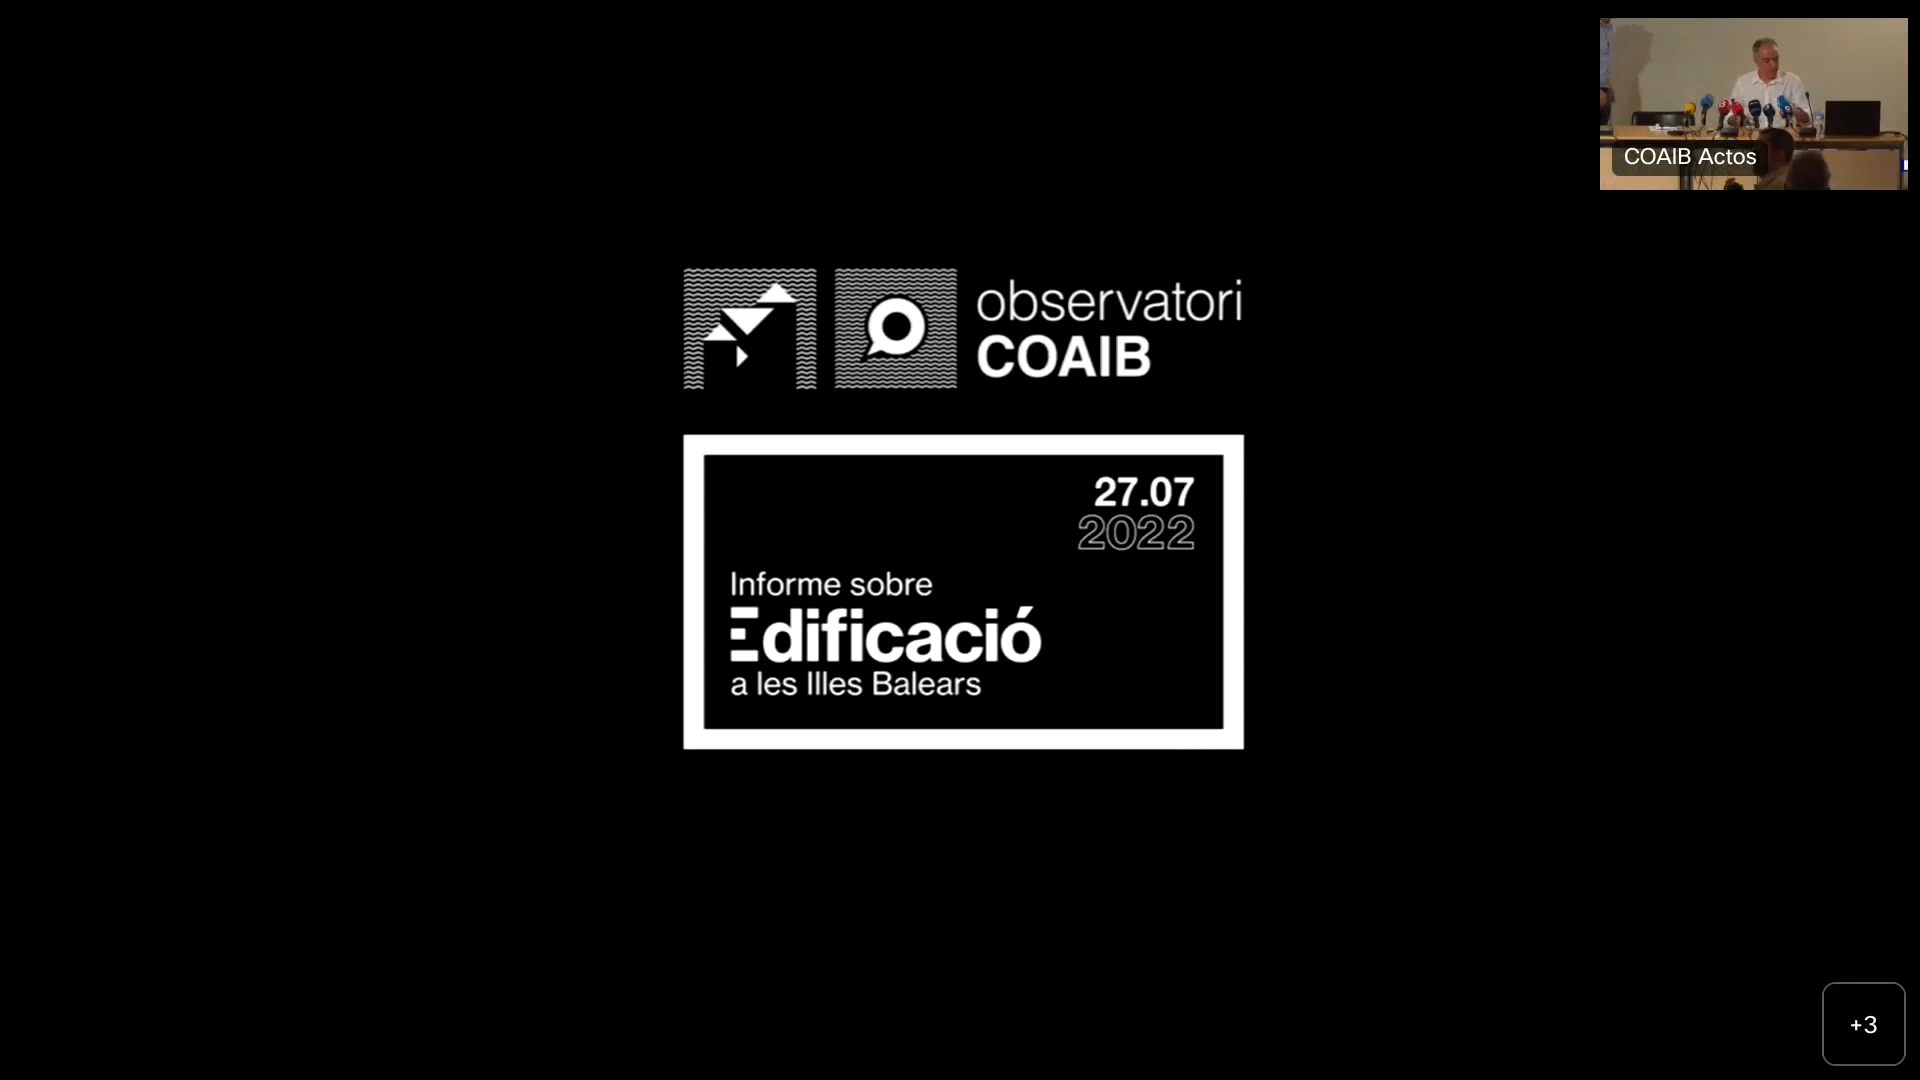 COAIB Actos
observatori
COAIB
27.07
2022
Informe sobre
Edificació
a les Illes Balears
+3